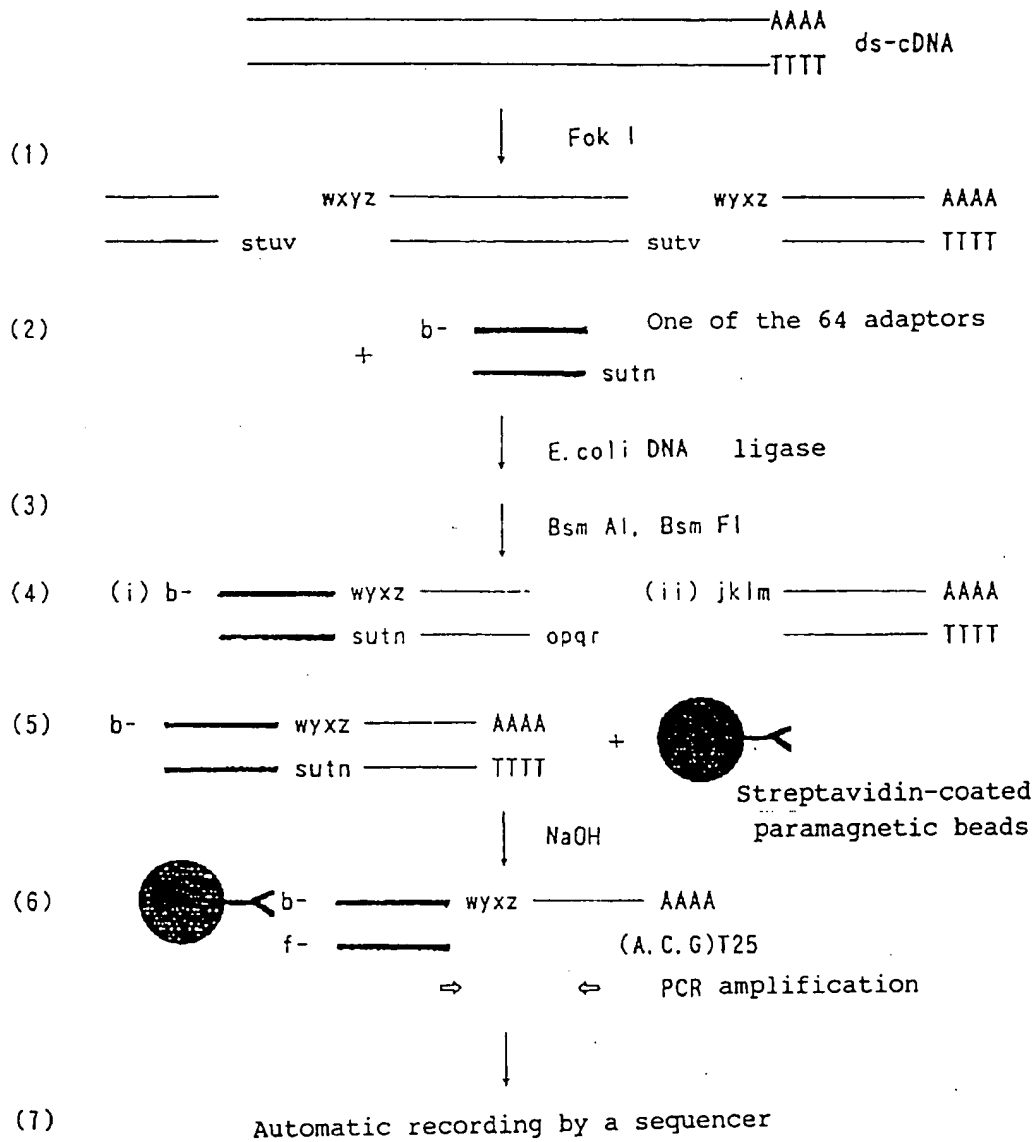 AAAA
ds-cDNA
TTTT
Fok I
(1)
wxyz wyxz AAAA
stuv sutv TTTT
(2) b- One of the 64 adaptors
+
sutn
E.coli DNA ligase
(3)
Bsm AI, Bsm FI
(4) (i) b- wyxz (ii) jklm AAAA
sutn opqr TTTT
(5) b- wyxz AAAA
+
sutn TTTT
Streptavidin-coated
paramagnetic beads
NaOH
(6) b- wyxz AAAA
f- (A.C.G)T25
⇨ ⇦ PCR amplification
(7) Automatic recording by a sequencer